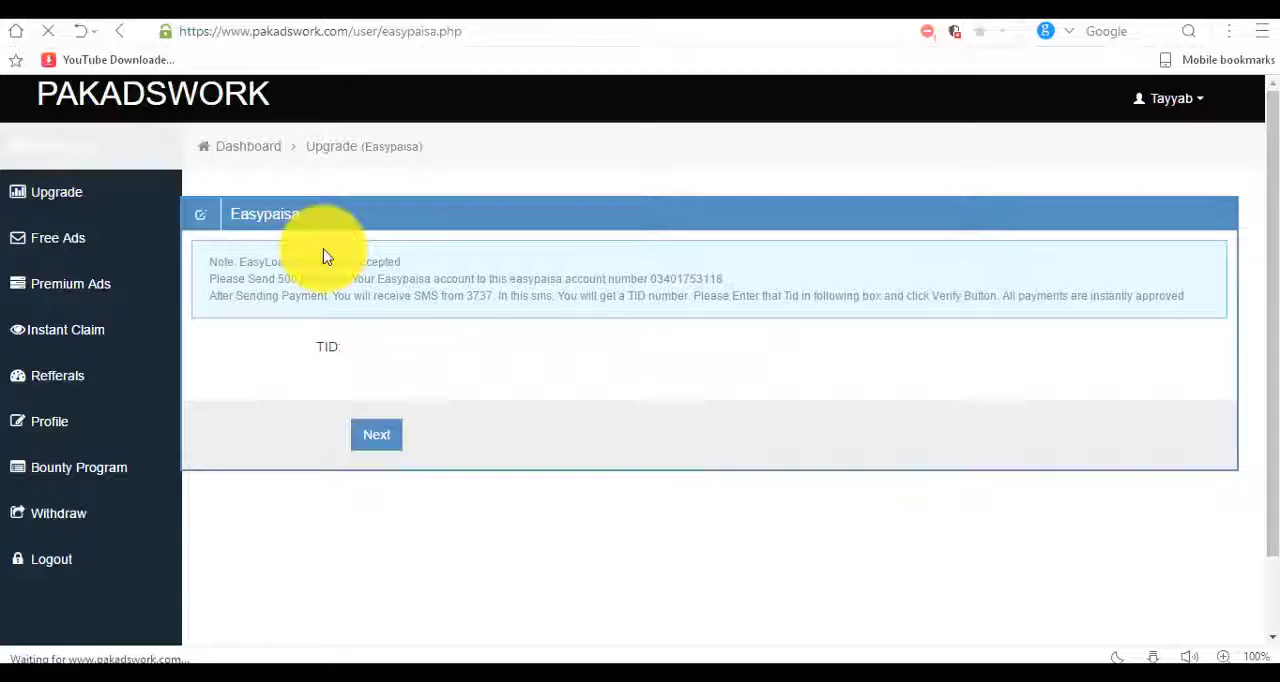 https://www.pakadswork.com/user/easypaisa.php
Google
YouTube Downloade...
Mobile bookmarks
PAKADSWORK
Tayyab
Dashboard > Upgrade (Easypaisa)
Upgrade
Free Ads
Premium Ads
Instant Claim
Refferals
Profile
Bounty Program
Withdraw
Logout
Easypaisa
Note. EasyLoa ccepted
Please Send 500 Your Easypaisa account to this easypaisa account number 03401753118
After Sending Payment. You will receive SMS from 3737. In this sms. You will get a TID number. Please Enter that Tid in following box and click Verify Button. All payments are instantly approved
TID:
Next
Waiting for www.pakadswork.com...
100%